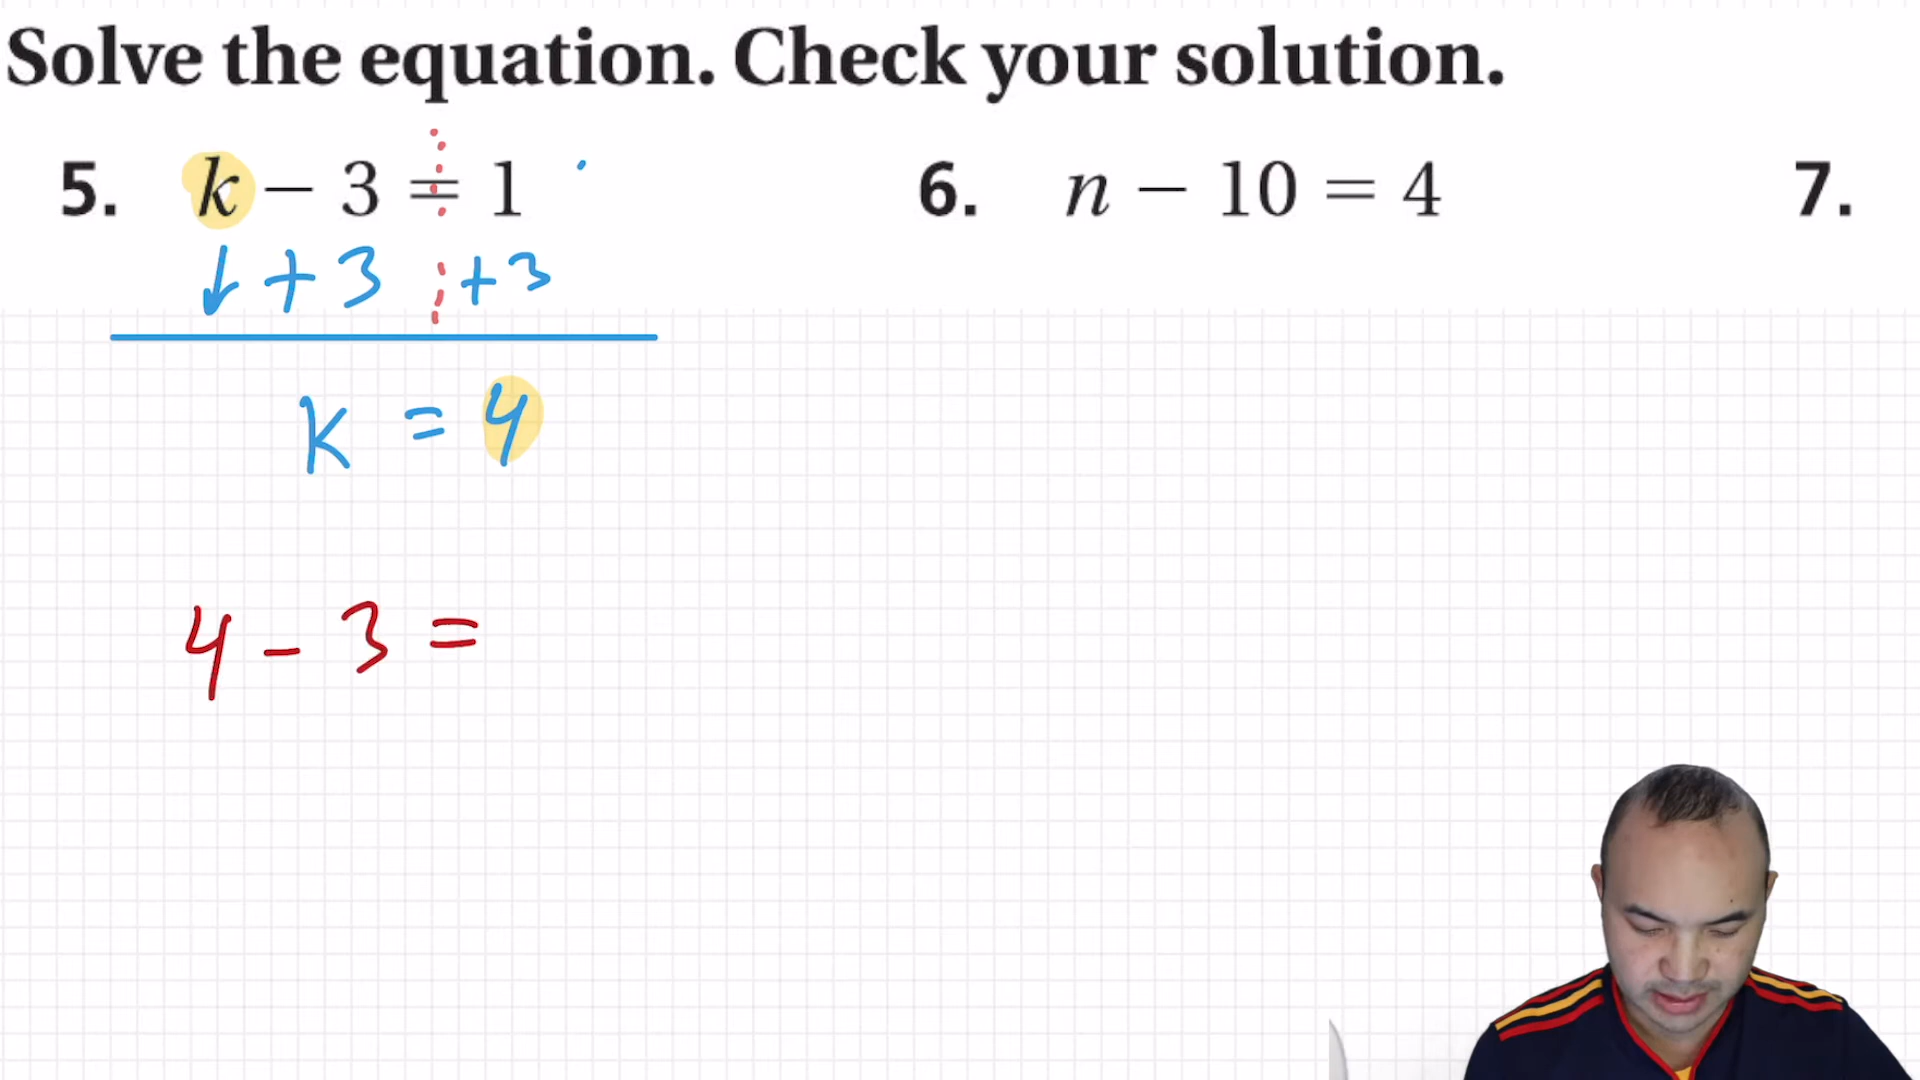 Solve the equation. Check your solution.
5. k − 3 = 1 6. n − 10 = 4 7.
+ 3 + 3
k = 4
4 - 3 =